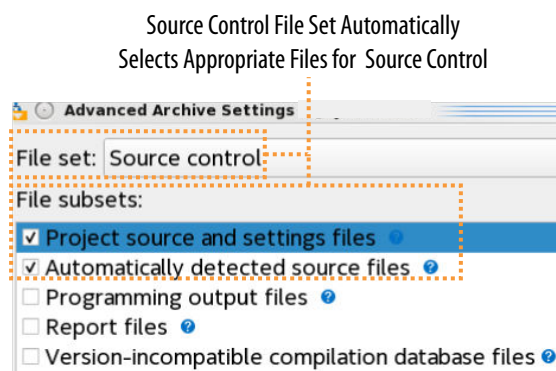 Source Control File Set Automatically
Selects Appropriate Files for Source Control
Advanced Archive Settings
File set: Source control
File subsets:
Project source and settings files
Automatically detected source files
Programming output files
Report files
Version-incompatible compilation database files